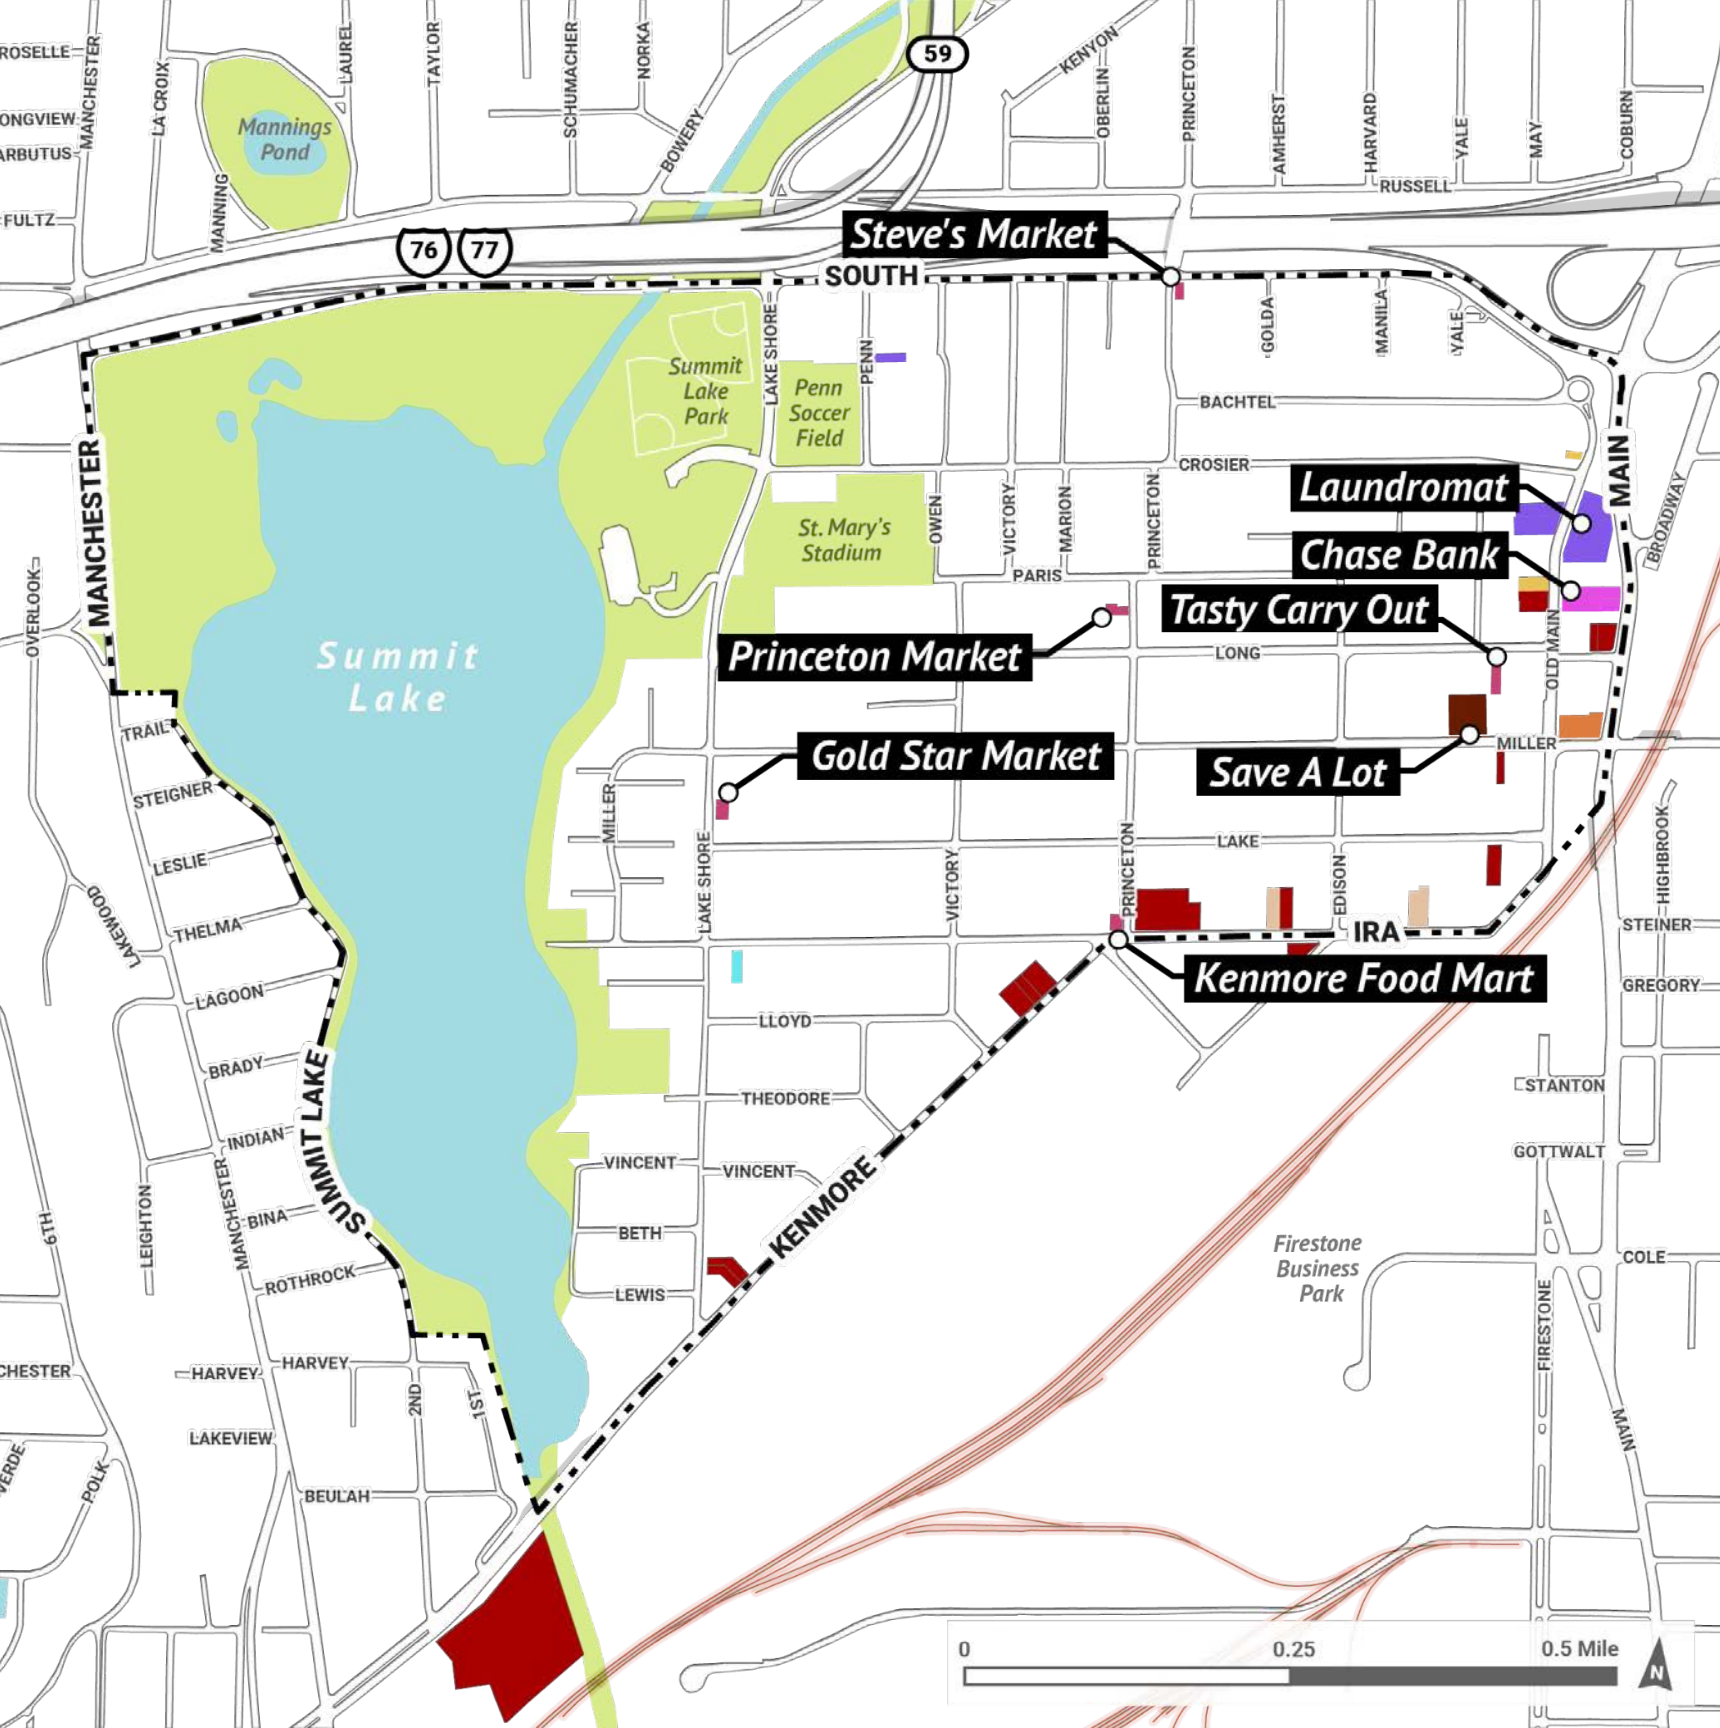 59
KENYON
ROSELLE
MANCHESTER
LACROIX
LAUREL
TAYLOR
SCHUMACHER
NORKA
OBERLIN
PRINCETON
AMHERST
HARVARD
YALE
MAY
COBURN
ONGVIEW
ARBUTUS
Mannings
Pond
BOWERY
MANNING
FULTZ
RUSSELL
76
77
Steve's Market
SOUTH
LAKE SHORE
PENN
GOLDA
MANILA
YALE
Summit
Lake
Park
Penn
Soccer
Field
BACHTEL
MANCHESTER
CROSIER
MAIN
BROADWAY
Laundromat
OWEN
VICTORY
MARION
PRINCETON
St. Mary's
Stadium
Chase Bank
OVERLOOK
PARIS
Tasty Carry Out
OLD MAIN
Summit
Lake
Princeton Market
LONG
TRAIL
Gold Star Market
MILLER
Save A Lot
STEIGNER
MILLER
LAKE SHORE
LAKE
HIGHBROOK
LESLIE
VICTORY
PRINCETON
EDISON
LAKEWOOD
THELMA
IRA
STEINER
Kenmore Food Mart
GREGORY
LAGOON
LLOYD
BRADY
SUMMIT LAKE
THEODORE
STANTON
INDIAN
GOTTWALT
VINCENT
VINCENT
KENMORE
LEIGHTON
MANCHESTER
6TH
BINA
BETH
Firestone
Business
Park
COLE
ROTHROCK
LEWIS
FIRESTONE
CHESTER
HARVEY
HARVEY
2ND
1ST
MAIN
LAKEVIEW
VERDE
POLK
BEULAH
0
0.25
0.5 Mile
N